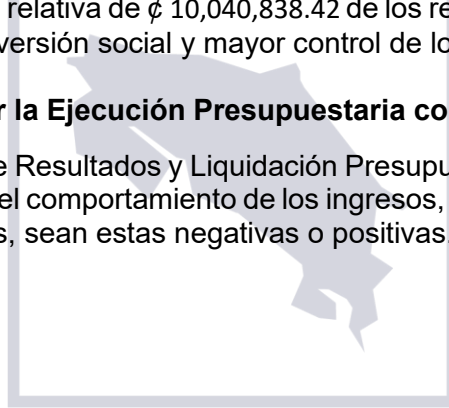 relativa de ₡ 10,040,838.42 de los re
versión social y mayor control de lo
r la Ejecución Presupuestaria co
e Resultados y Liquidación Presupu
el comportamiento de los ingresos,
s, sean estas negativas o positivas.